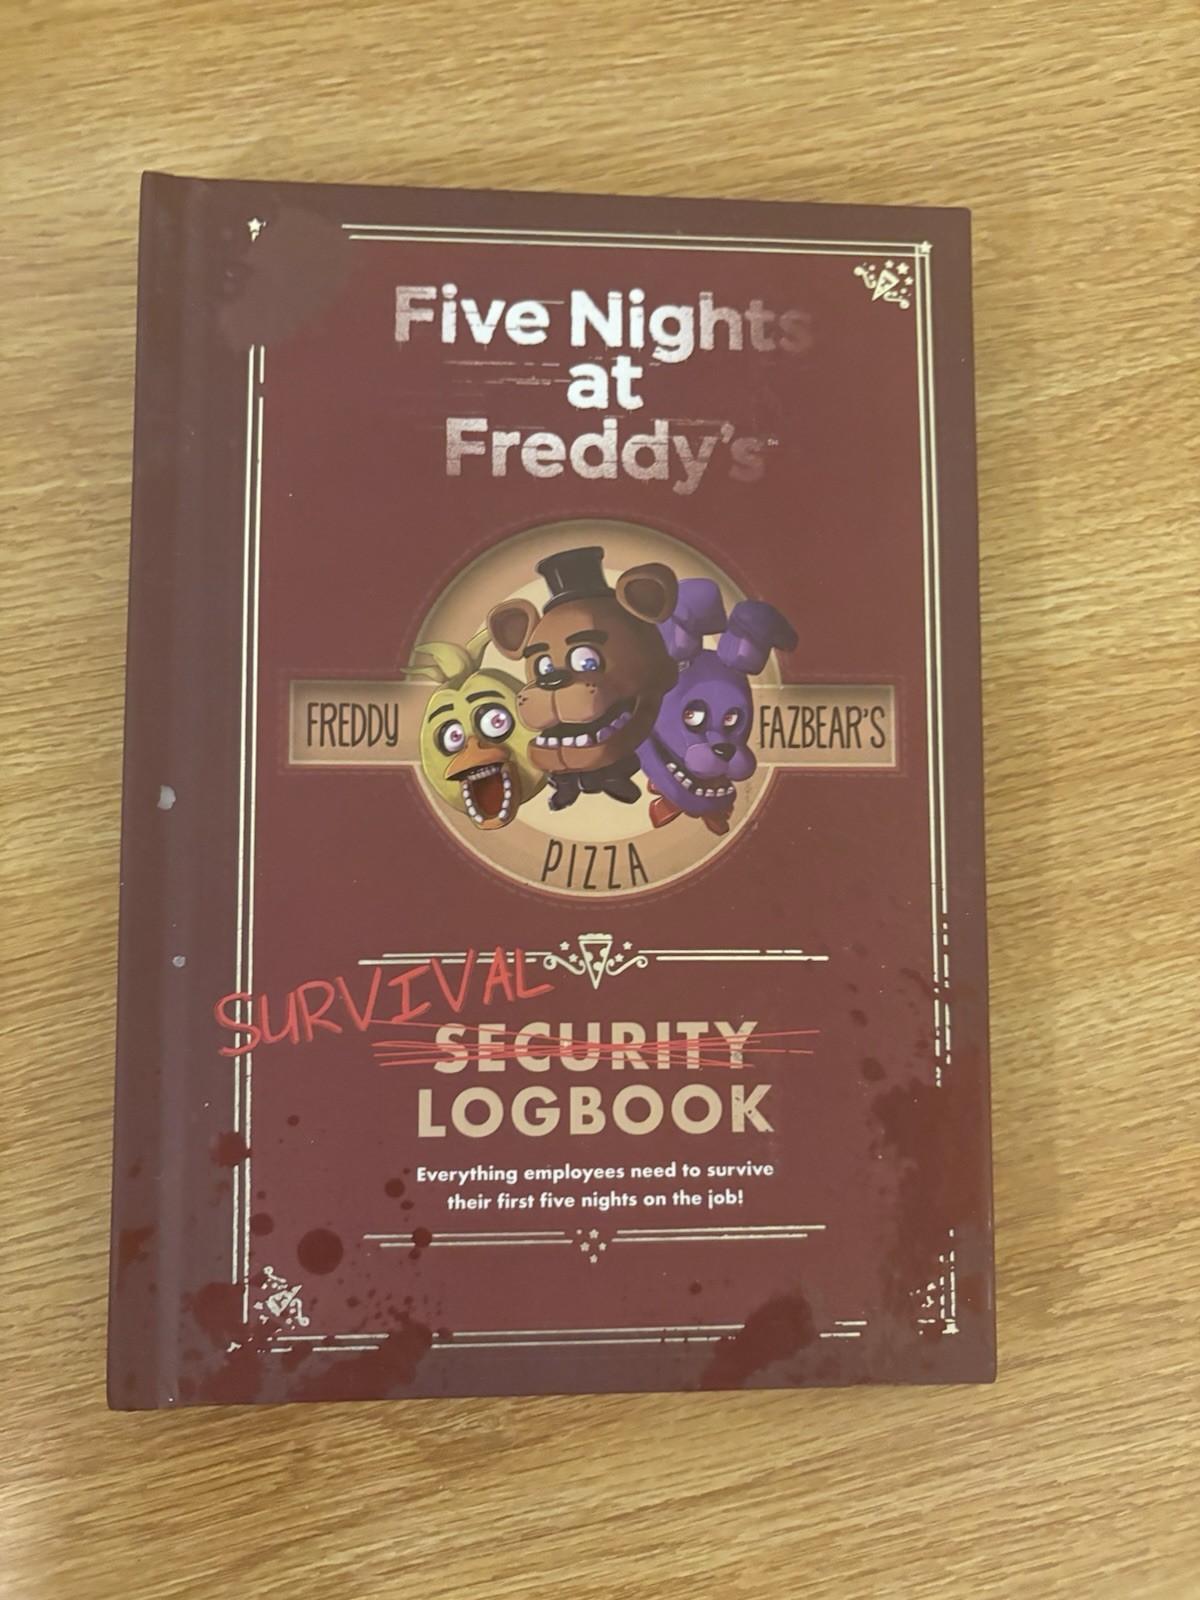 Five Nights
at
Freddy's™
FREDDY
FAZBEAR'S
PIZZA
SURVIVAL
SECURITY
LOGBOOK
Everything employees need to survive
their first five nights on the job!